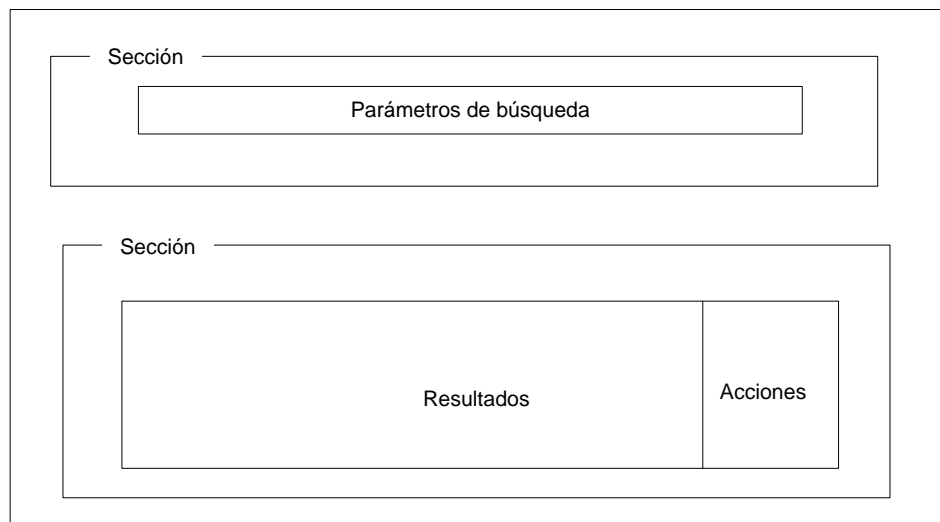 Sección
Parámetros de búsqueda
Sección
Resultados
Acciones